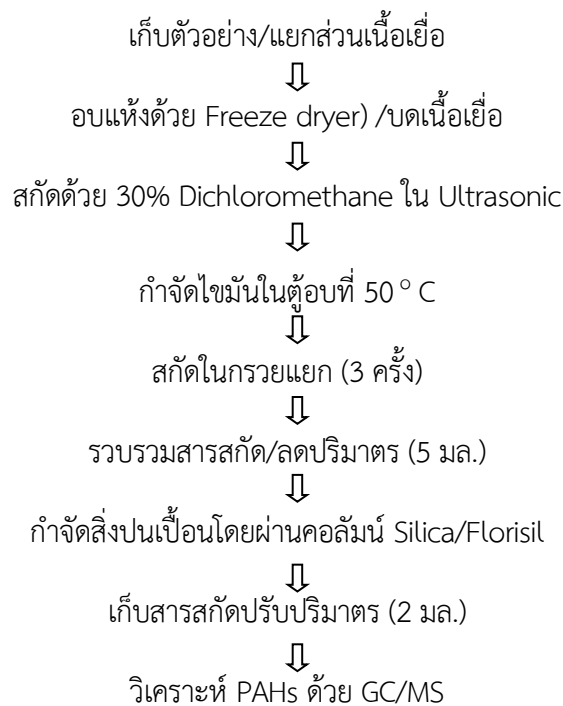 เก็บตัวอย่าง/แยกส่วนเนื้อเยื่อ
⇩
อบแห้งด้วย Freeze dryer) /บดเนื้อเยื่อ
⇩
สกัดด้วย 30% Dichloromethane ใน Ultrasonic
⇩
กำจัดไขมันในตู้อบที่ 50 ° C
⇩
สกัดในกรวยแยก (3 ครั้ง)
⇩
รวบรวมสารสกัด/ลดปริมาตร (5 มล.)
⇩
กำจัดสิ่งปนเปื้อนโดยผ่านคอลัมน์ Silica/Florisil
⇩
เก็บสารสกัดปรับปริมาตร (2 มล.)
⇩
วิเคราะห์ PAHs ด้วย GC/MS